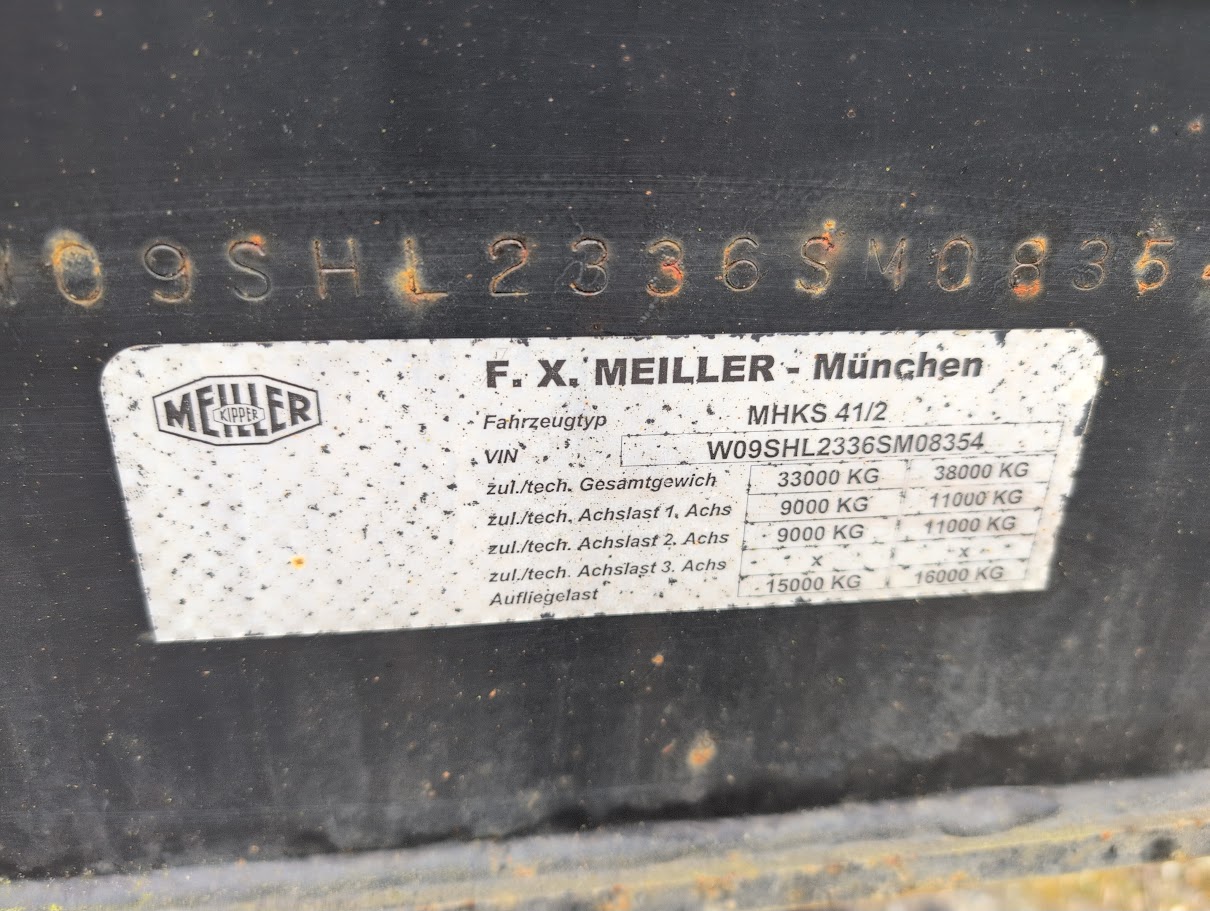 W09SHL2336SM08354
F. X. MEILLER - München
MEILLER
KIPPER
Fahrzeugtyp MHKS 41/2
VIN W09SHL2336SM08354
zul./tech. Gesamtgewich 33000 KG 38000 KG
zul./tech. Achslast 1. Achs 9000 KG 11000 KG
zul./tech. Achslast 2. Achs 9000 KG 11000 KG
zul./tech. Achslast 3. Achs x x
Aufliegelast 15000 KG 16000 KG